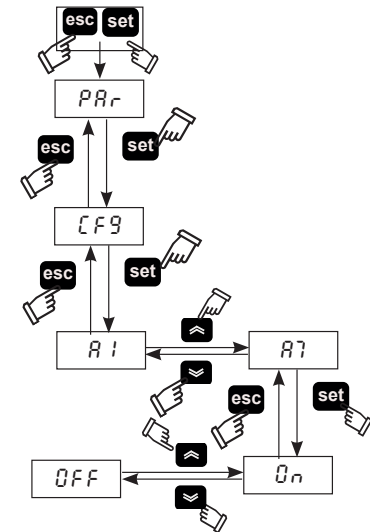 esc set
PAr
esc set
CFg
esc set
A1 A7
esc set
OFF On